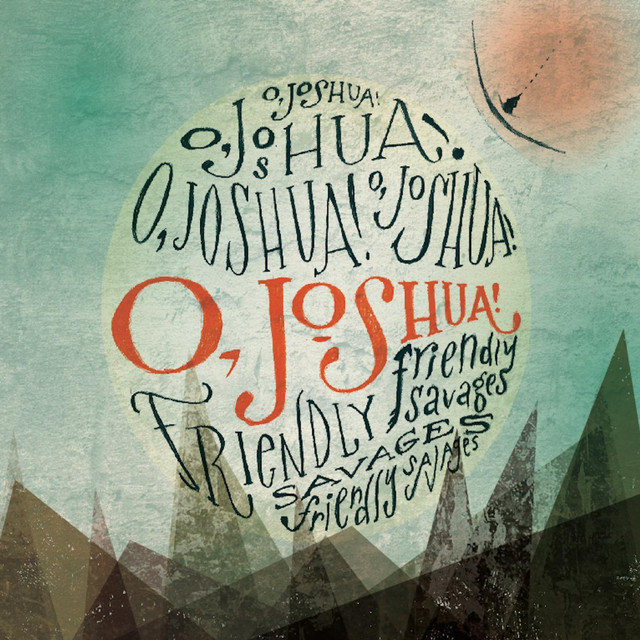 O, JOSHUA!
O, JOSHUA!
O, JOSHUA! O, JOSHUA!
O, JOSHUA!
friendly
savages
FRIENDLY
SAVAGES
friendly savages